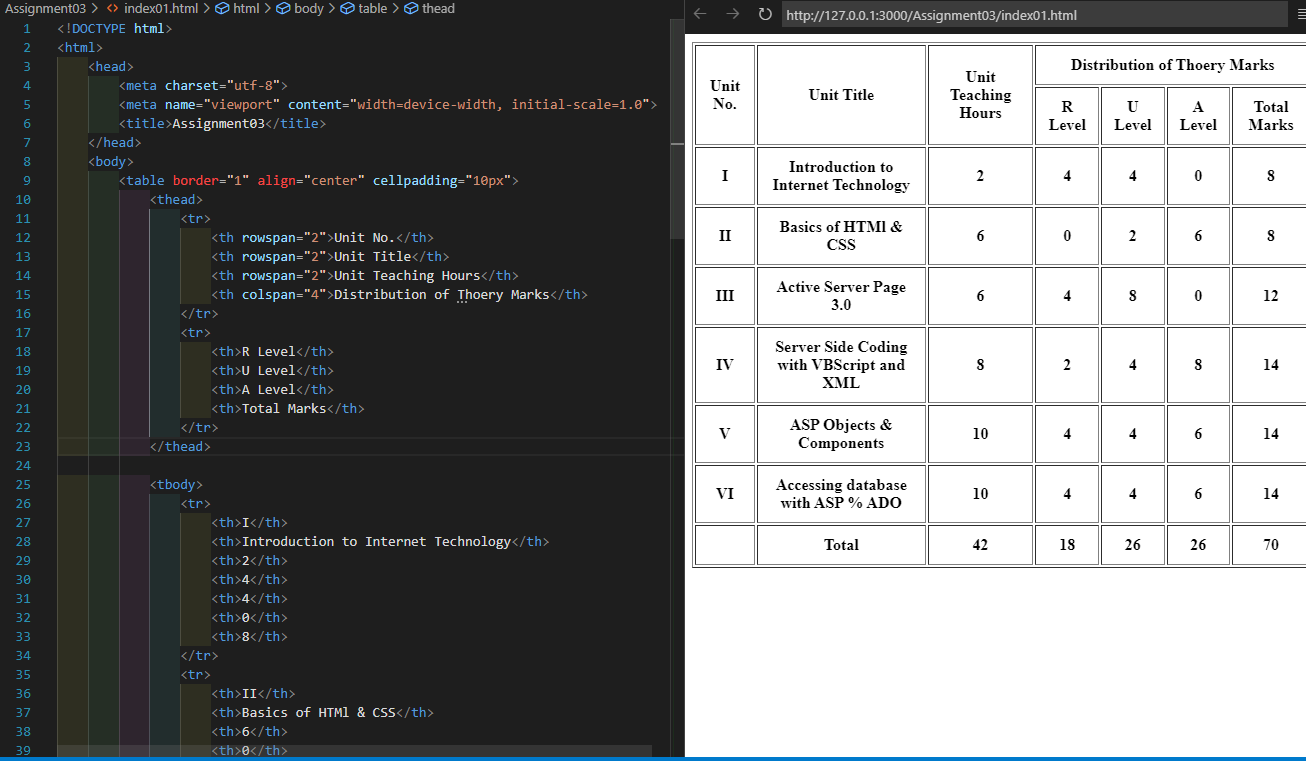 Assignment03 > <> index01.html > html > body > table > thead
1 <!DOCTYPE html>
2 <html>
3 <head>
4 <meta charset="utf-8">
5 <meta name="viewport" content="width=device-width, initial-scale=1.0">
6 <title>Assignment03</title>
7 </head>
8 <body>
9 <table border="1" align="center" cellpadding="10px">
10 <thead>
11 <tr>
12 <th rowspan="2">Unit No.</th>
13 <th rowspan="2">Unit Title</th>
14 <th rowspan="2">Unit Teaching Hours</th>
15 <th colspan="4">Distribution of Thoery Marks</th>
16 </tr>
17 <tr>
18 <th>R Level</th>
19 <th>U Level</th>
20 <th>A Level</th>
21 <th>Total Marks</th>
22 </tr>
23 </thead>
24
25 <tbody>
26 <tr>
27 <th>I</th>
28 <th>Introduction to Internet Technology</th>
29 <th>2</th>
30 <th>4</th>
31 <th>4</th>
32 <th>0</th>
33 <th>8</th>
34 </tr>
35 <tr>
36 <th>II</th>
37 <th>Basics of HTMl & CSS</th>
38 <th>6</th>
39 <th>0</th>
http://127.0.0.1:3000/Assignment03/index01.html
Unit
No.
Unit Title
Unit
Teaching
Hours
Distribution of Thoery Marks
R
Level
U
Level
A
Level
Total
Marks
I
Introduction to
Internet Technology
2 4 4 0 8
II
Basics of HTMl &
CSS
6 0 2 6 8
III
Active Server Page
3.0
6 4 8 0 12
IV
Server Side Coding
with VBScript and
XML
8 2 4 8 14
V
ASP Objects &
Components
10 4 4 6 14
VI
Accessing database
with ASP % ADO
10 4 4 6 14
Total 42 18 26 26 70